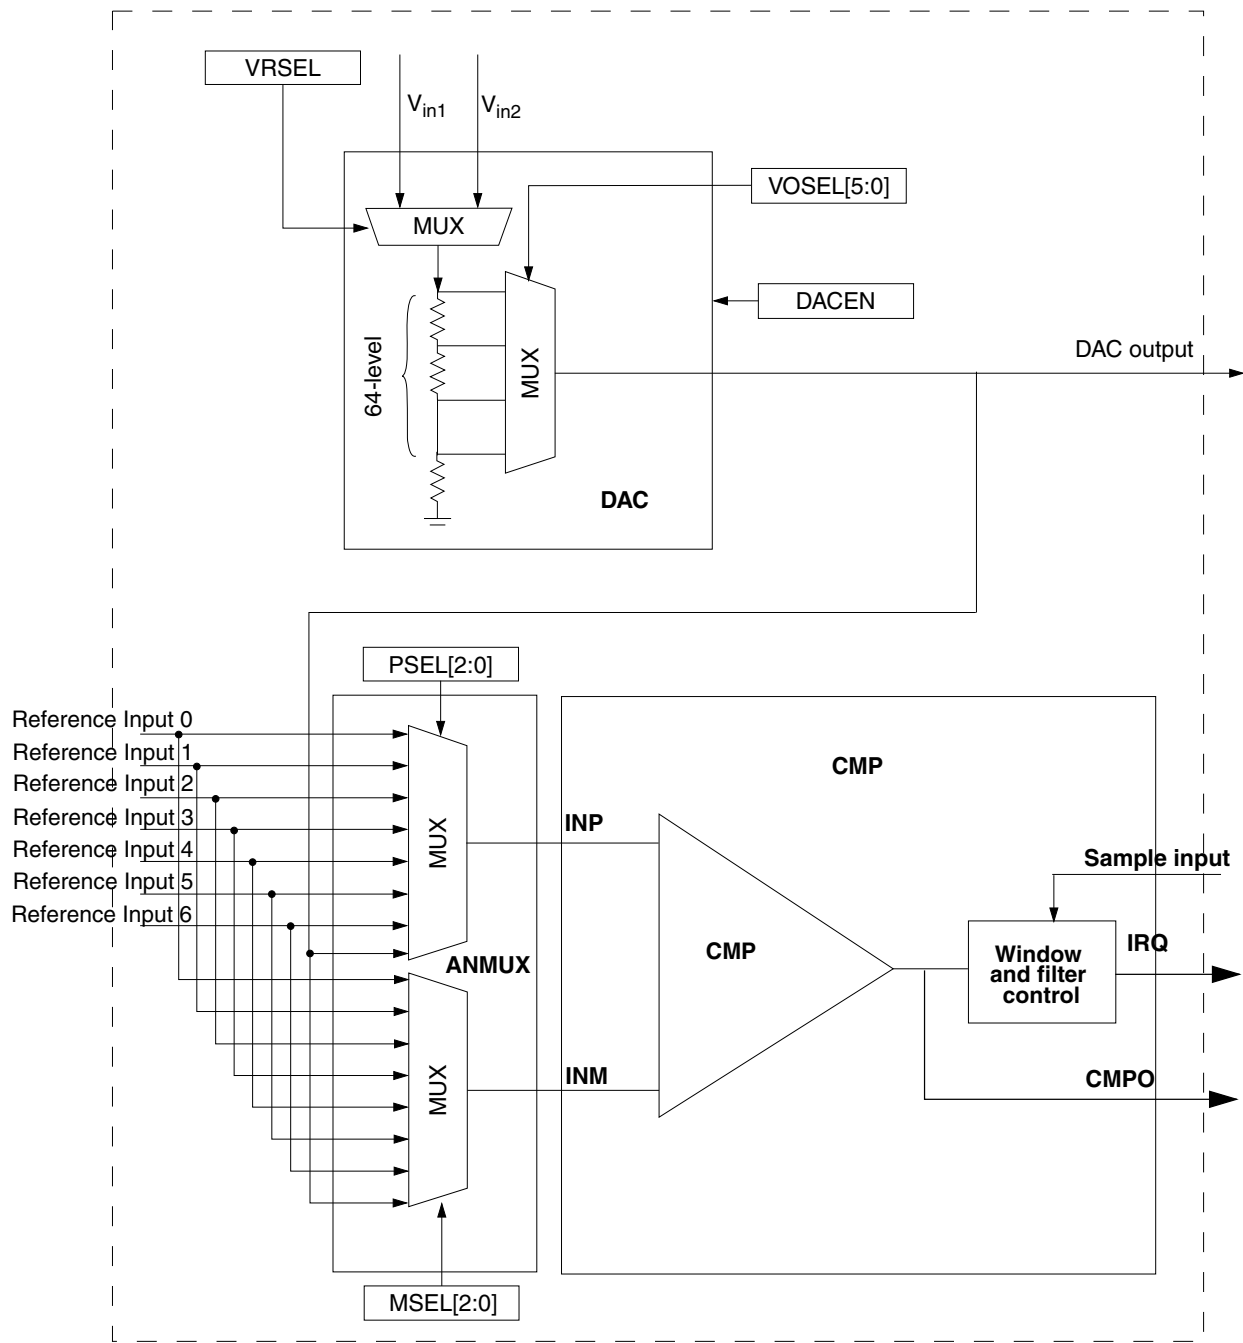 VRSEL
Vin1
Vin2
VOSEL[5:0]
MUX
DACEN
64-level
MUX
DAC output
DAC
PSEL[2:0]
Reference Input 0
Reference Input 1
Reference Input 2
Reference Input 3
Reference Input 4
Reference Input 5
Reference Input 6
MUX
ANMUX
MUX
MSEL[2:0]
INP
INM
CMP
CMP
Sample input
Window
and filter
control
IRQ
CMPO